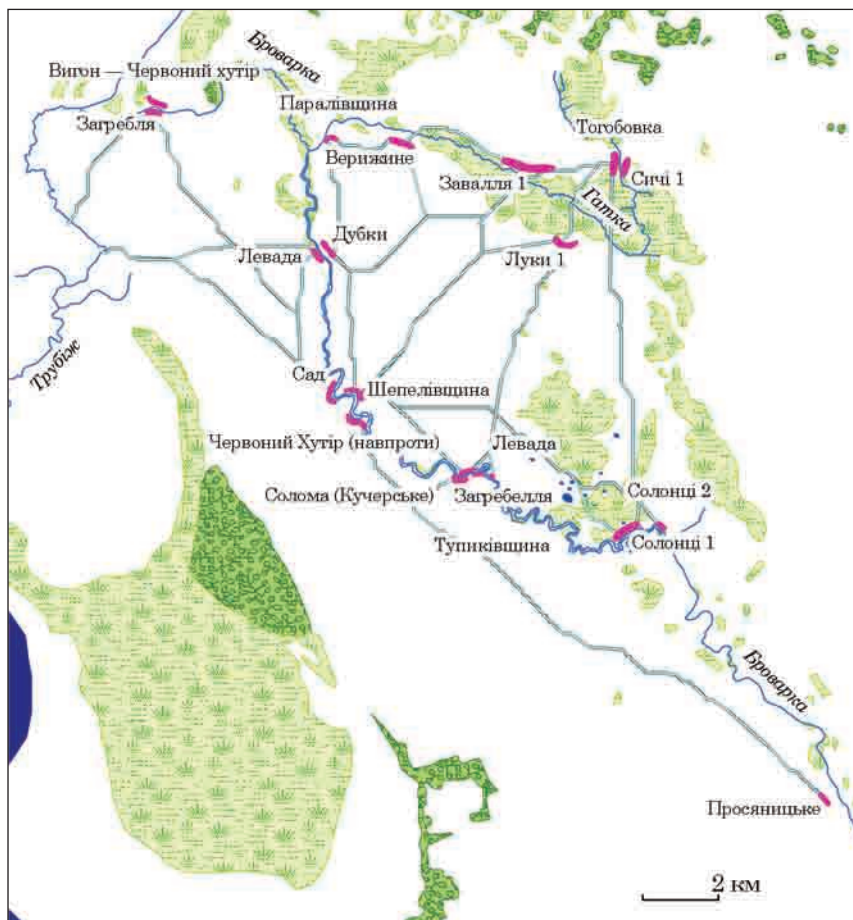 Броварка
Вигон — Червоний хутір
Паралівщина
Загребля
Тогобовка
Верижине
Завалля 1
Сичі 1
Гатка
Дубки
Левада
Луки 1
Трубіж
Сад
Шепелівщина
Червоний Хутір (навпроти)
Левада
Солома (Кучерське)
Загребелля
Солонці 2
Тупиківщина
Солонці 1
Броварка
Просяницьке
2 км